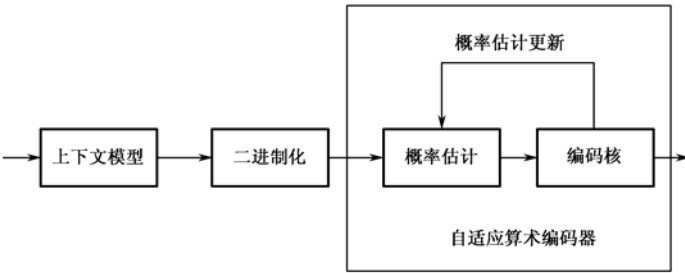 概率估计更新
上下文模型
二进制化
概率估计
编码核
自适应算术编码器